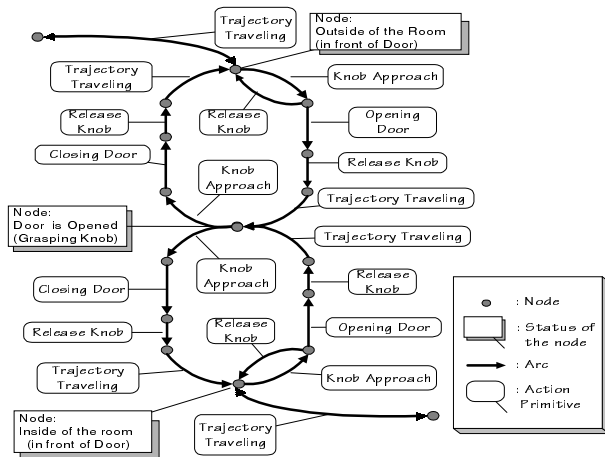 Trajectory
Traveling
Node:
Outside of the Room
(in front of Door)
Trajectory
Traveling
Knob Approach
Release
Knob
Release
Knob
Opening
Door
Closing Door
Knob
Approach
Release Knob
Trajectory Traveling
Node:
Door is Opened
(Grasping Knob)
Trajectory Traveling
Knob
Approach
Release
Knob
Closing Door
Release Knob
Release
Knob
Opening Door
Trajectory
Traveling
Knob Approach
Node:
Inside of the room
(in front of Door)
Trajectory
Traveling
: Node
: Status of
the node
: Arc
: Action
Primitive